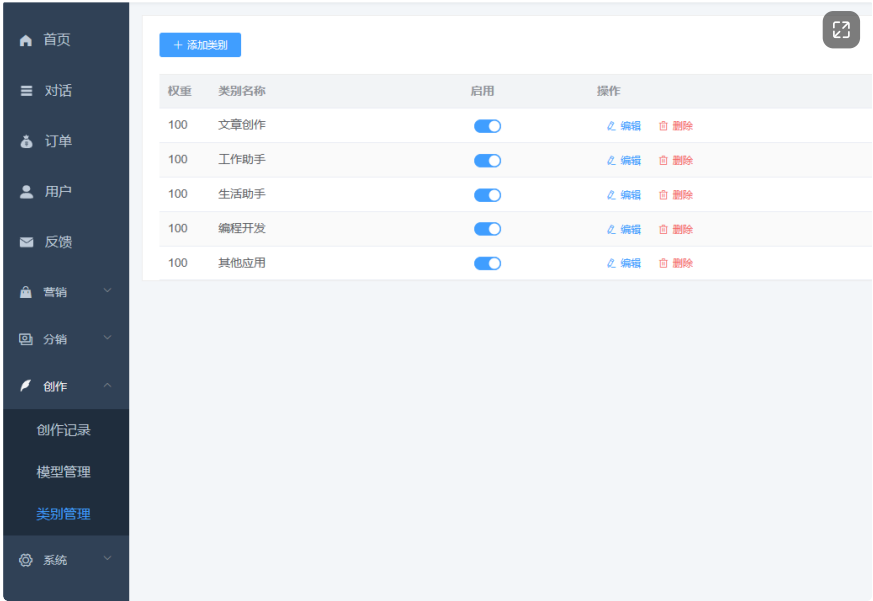 首页
对话
订单
用户
反馈
营销
分销
创作
创作记录
模型管理
类别管理
系统
+ 添加类别
权重 类别名称 启用 操作
100 文章创作 编辑 删除
100 工作助手 编辑 删除
100 生活助手 编辑 删除
100 编程开发 编辑 删除
100 其他应用 编辑 删除